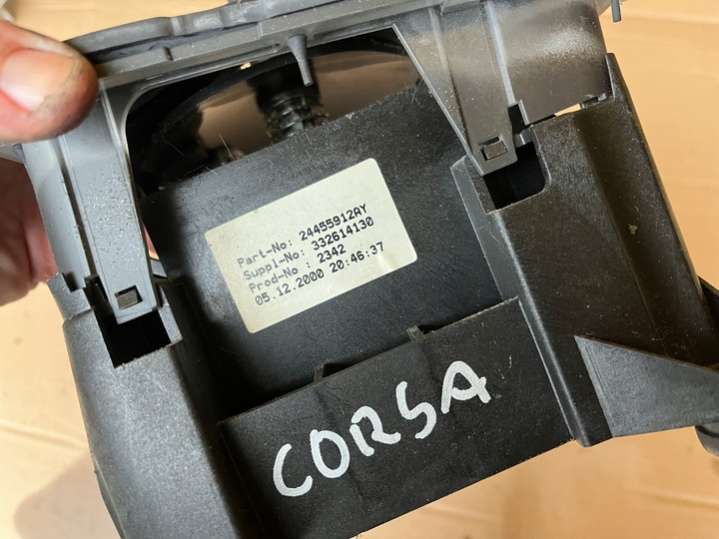 Part-No: 24455912AY
Suppl-No: 332614130
Prod-No : 2342
05.12.2000 20:46:37
CORSA